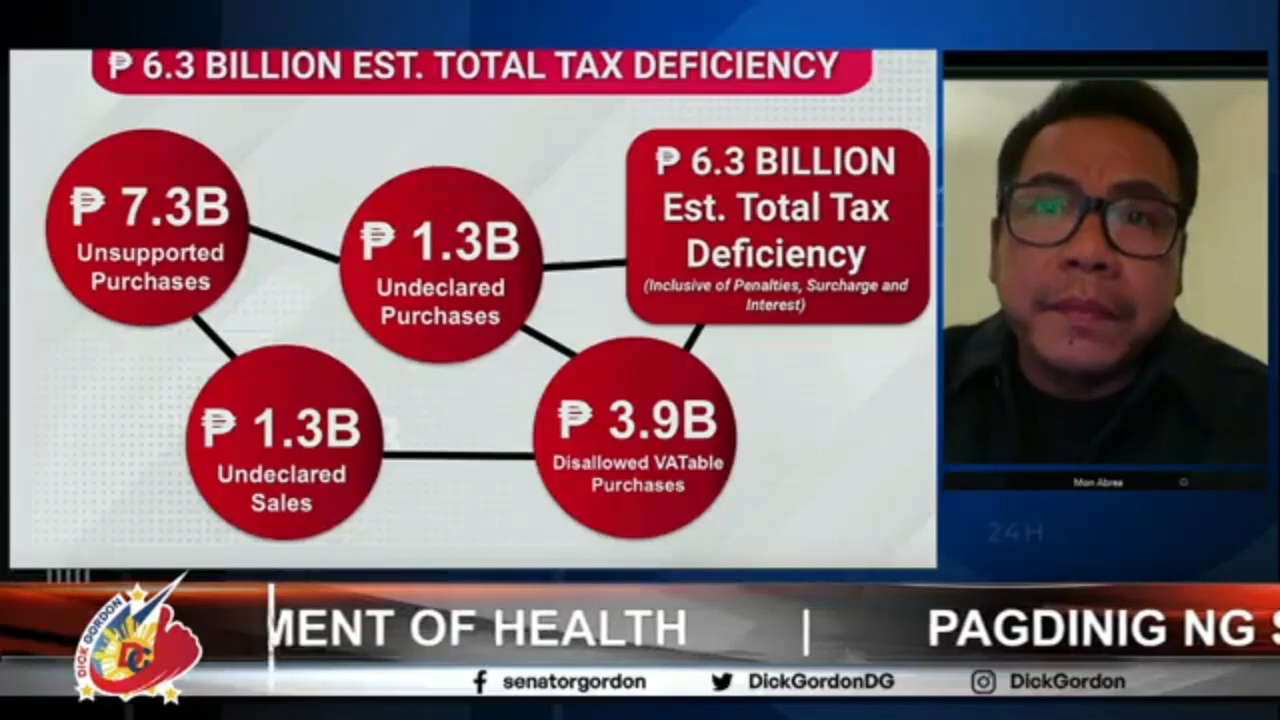 ₱ 6.3 BILLION EST. TOTAL TAX DEFICIENCY
₱ 7.3B
Unsupported
Purchases
₱ 1.3B
Undeclared
Purchases
₱ 6.3 BILLION
Est. Total Tax
Deficiency
(Inclusive of Penalties, Surcharge and
Interest)
₱ 1.3B
Undeclared
Sales
₱ 3.9B
Disallowed VATable
Purchases
Mon Abrea
24H
DICK GORDON
DG
MENT OF HEALTH | PAGDINIG NG S
senatorgordon DickGordonDG DickGordon